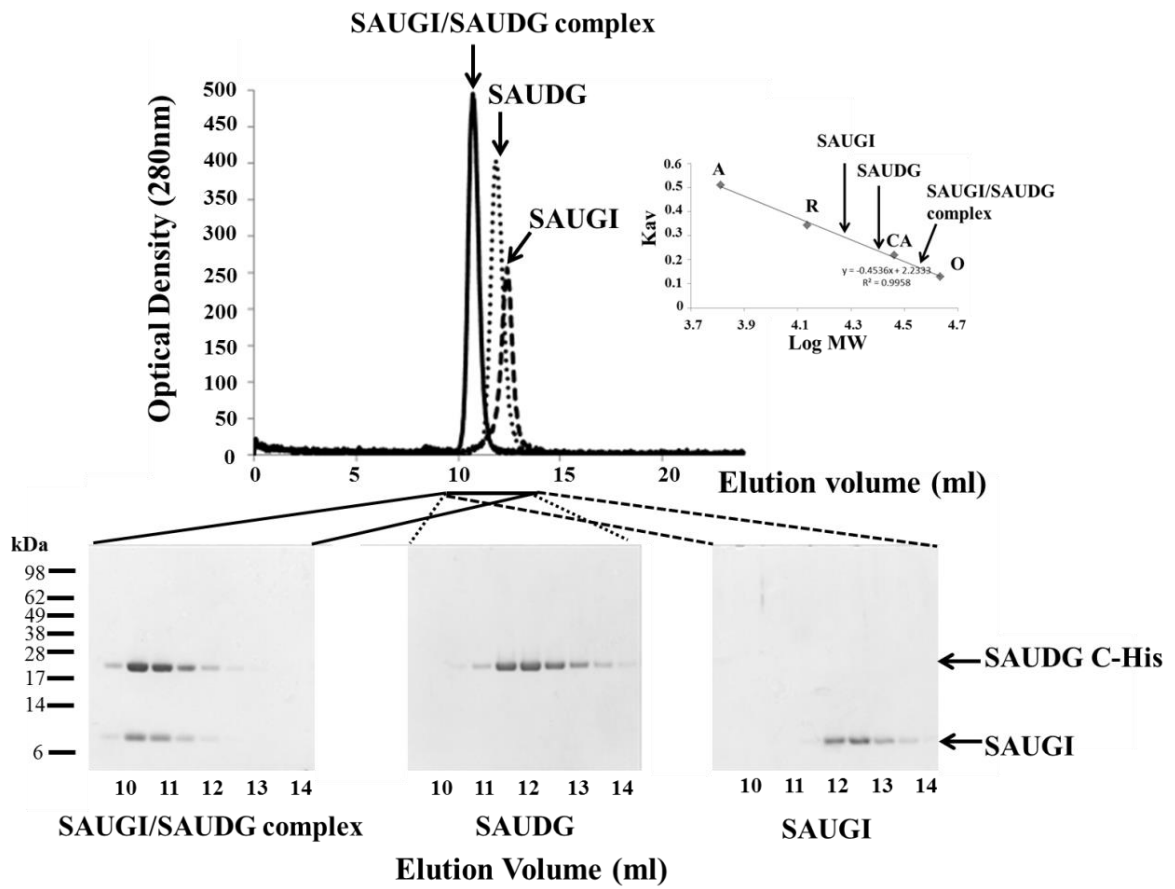 SAUGI/SAUDG complex
SAUDG
SAUGI
Optical Density (280nm)
500
450
400
350
300
250
200
150
100
50
0
0 5 10 15 20
Elution volume (ml)
SAUGI
SAUDG
SAUGI/SAUDG
complex
Kav
0.6
0.5
0.4
0.3
0.2
0.1
0
A
R
CA
O
y = -0.4536x + 2.2333
R² = 0.9958
3.7 3.9 4.1 4.3 4.5 4.7
Log MW
kDa
98
62
49
38
28
17
14
6
SAUDG C-His
SAUGI
10 11 12 13 14
10 11 12 13 14
10 11 12 13 14
SAUGI/SAUDG complex
SAUDG
SAUGI
Elution Volume (ml)